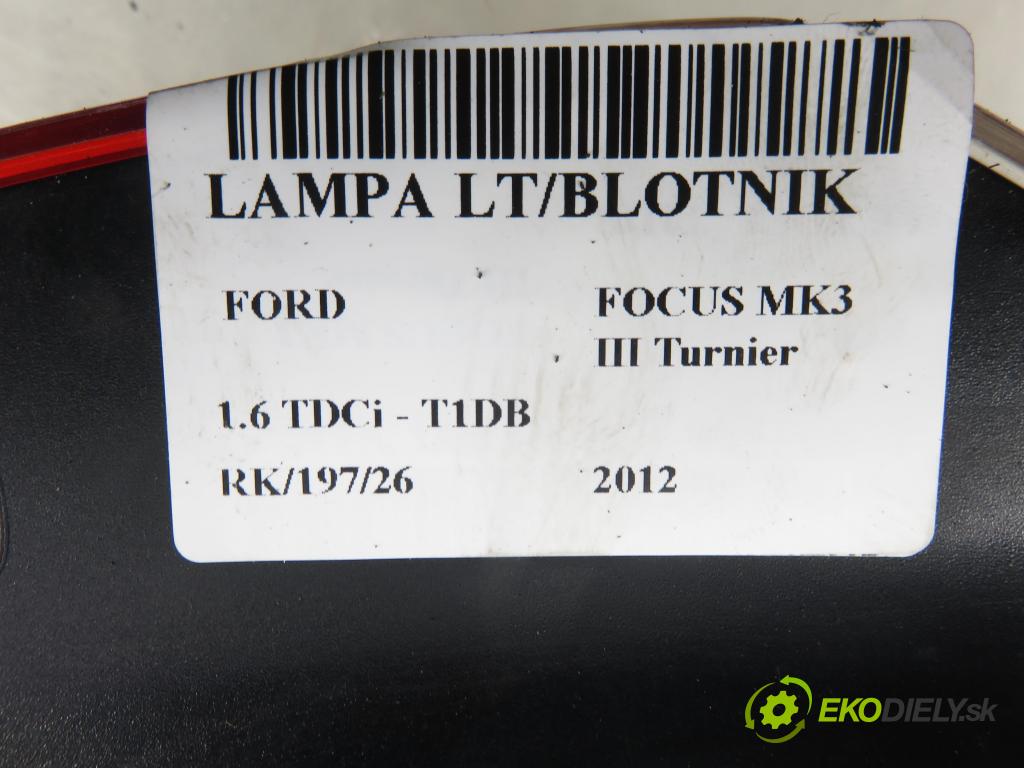 LAMPA LT/BLOTNIK
FORD FOCUS MK3
III Turnier
1.6 TDCi - T1DB
RK/197/26 2012
EKODIELY.sk